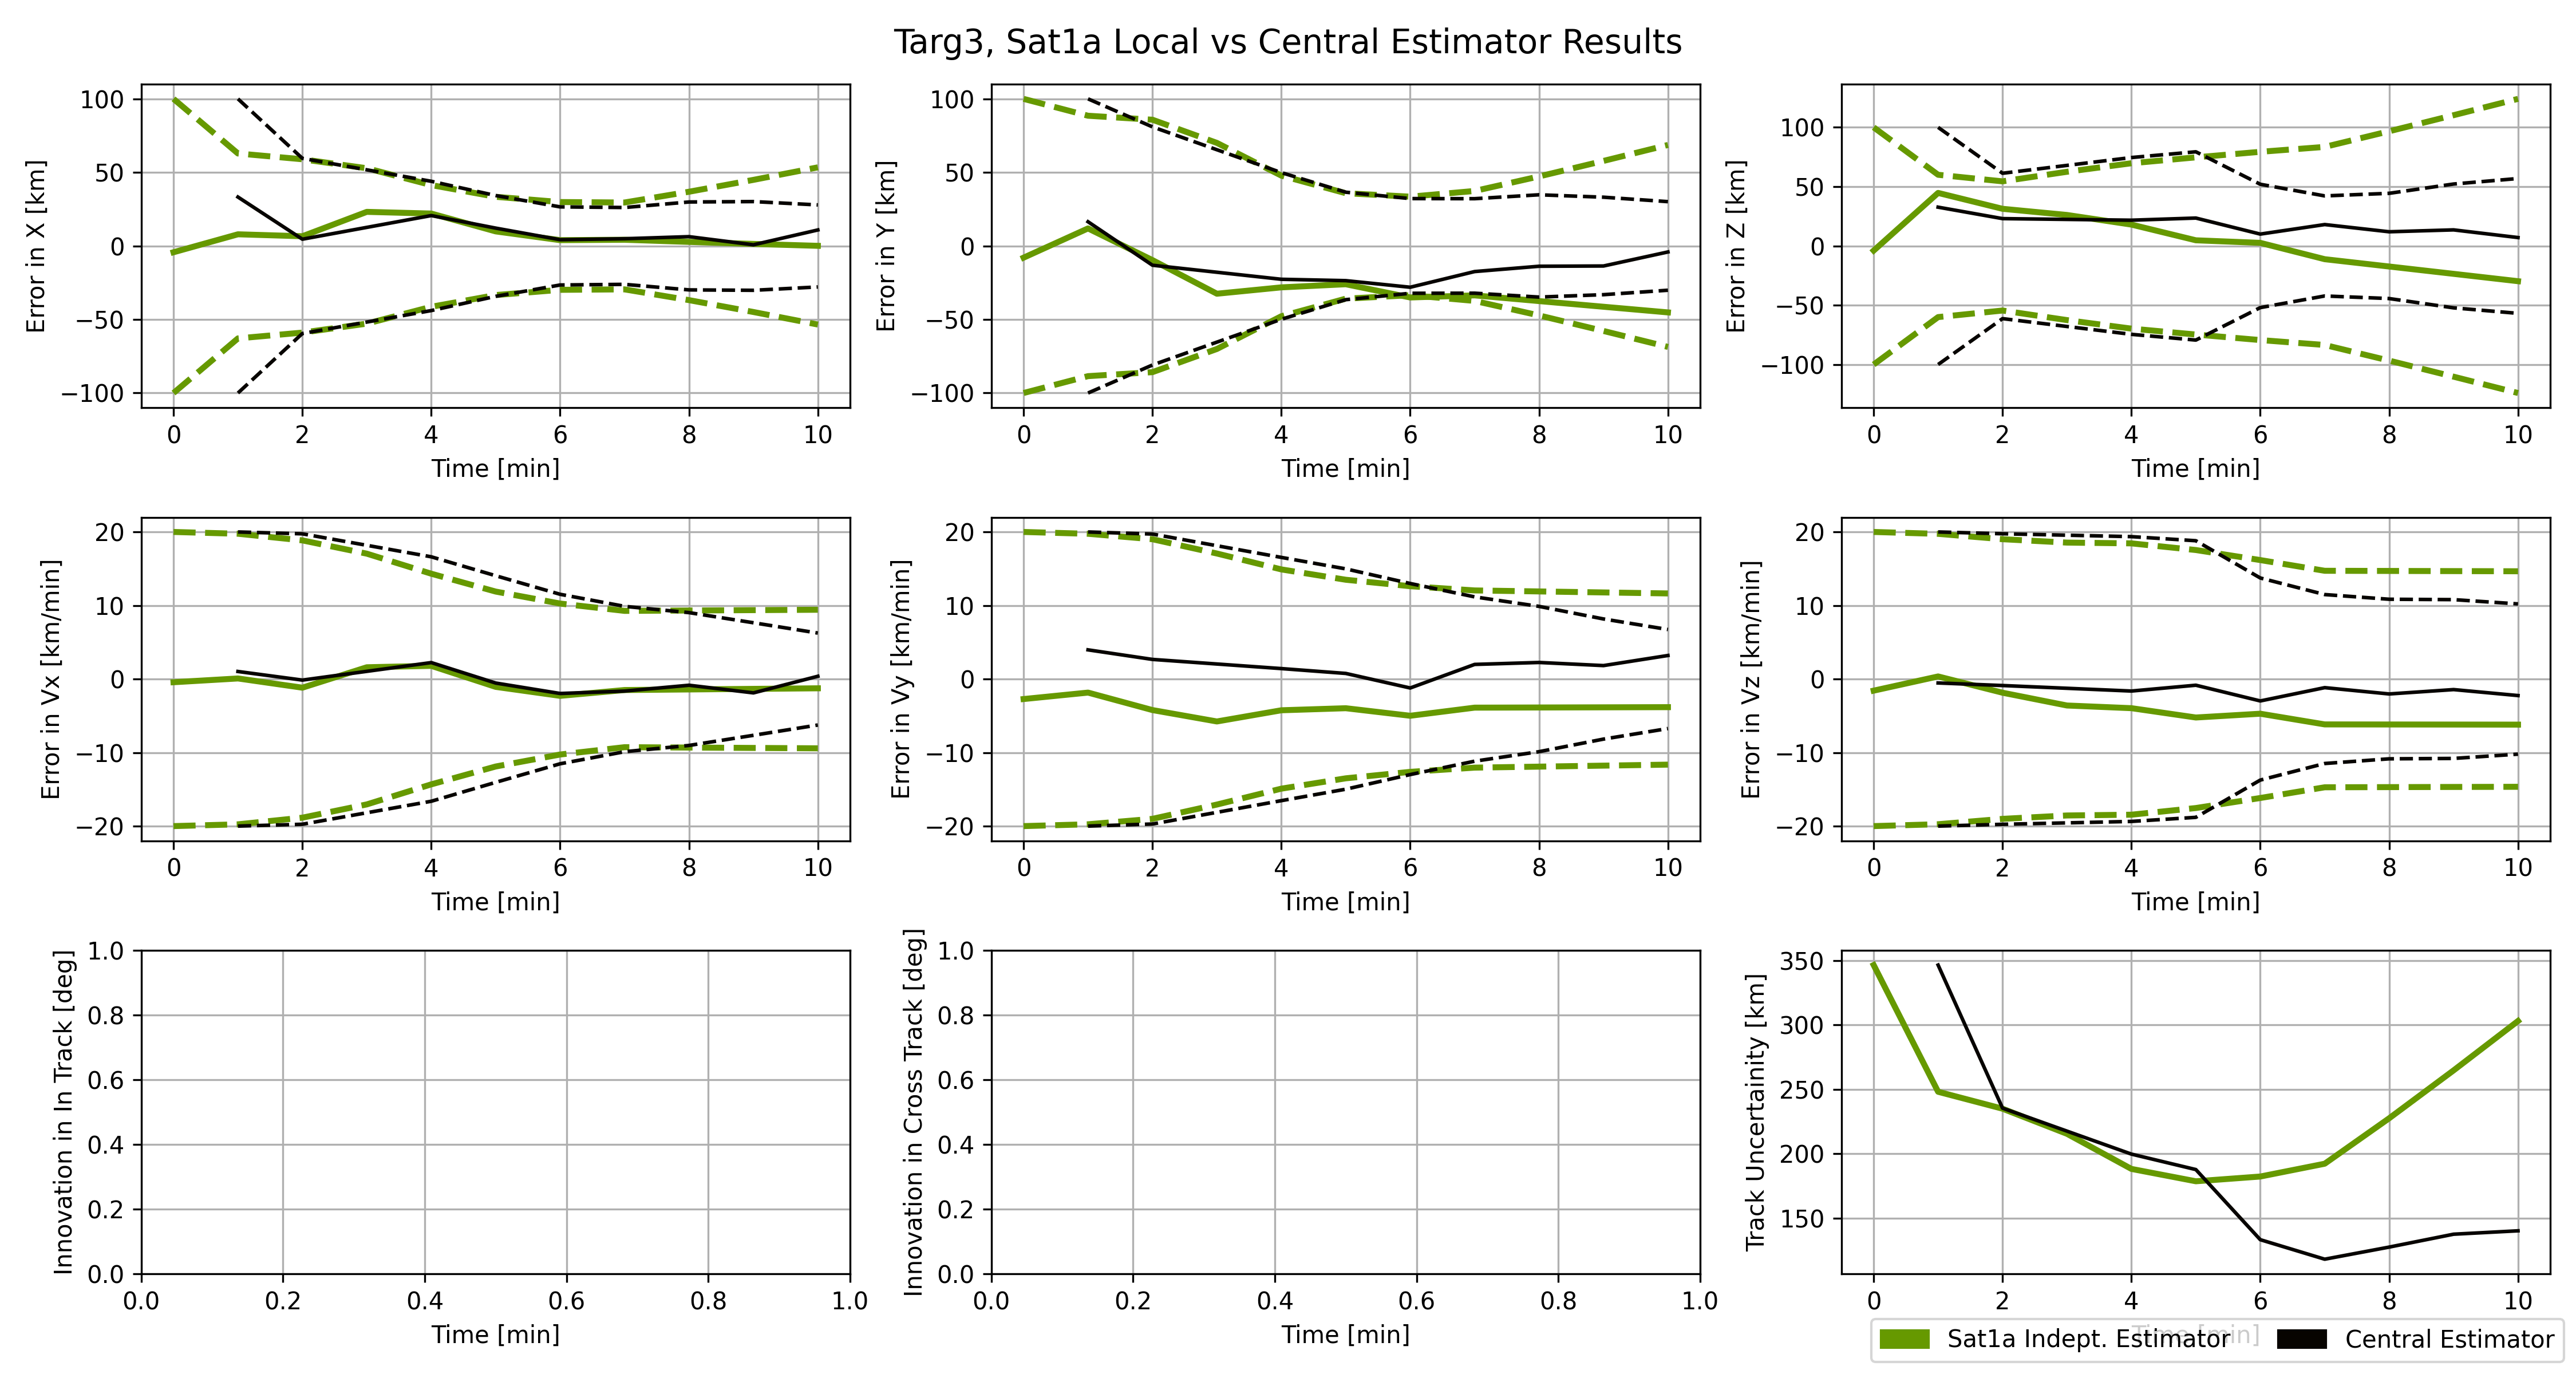 Targ3, Sat1a Local vs Central Estimator Results
Error in X [km]
100
50
0
−50
−100
0 2 4 6 8 10
Time [min]
Error in Y [km]
100
50
0
−50
−100
0 2 4 6 8 10
Time [min]
Error in Z [km]
100
50
0
−50
−100
0 2 4 6 8 10
Time [min]
Error in Vx [km/min]
20
10
0
−10
−20
0 2 4 6 8 10
Time [min]
Error in Vy [km/min]
20
10
0
−10
−20
0 2 4 6 8 10
Time [min]
Error in Vz [km/min]
20
10
0
−10
−20
0 2 4 6 8 10
Time [min]
Innovation in In Track [deg]
1.0
0.8
0.6
0.4
0.2
0.0
0.0 0.2 0.4 0.6 0.8 1.0
Time [min]
Innovation in Cross Track [deg]
1.0
0.8
0.6
0.4
0.2
0.0
0.0 0.2 0.4 0.6 0.8 1.0
Time [min]
Track Uncertainity [km]
350
300
250
200
150
0 2 4 6 8 10
Time [min]
Sat1a Indept. Estimator
Central Estimator